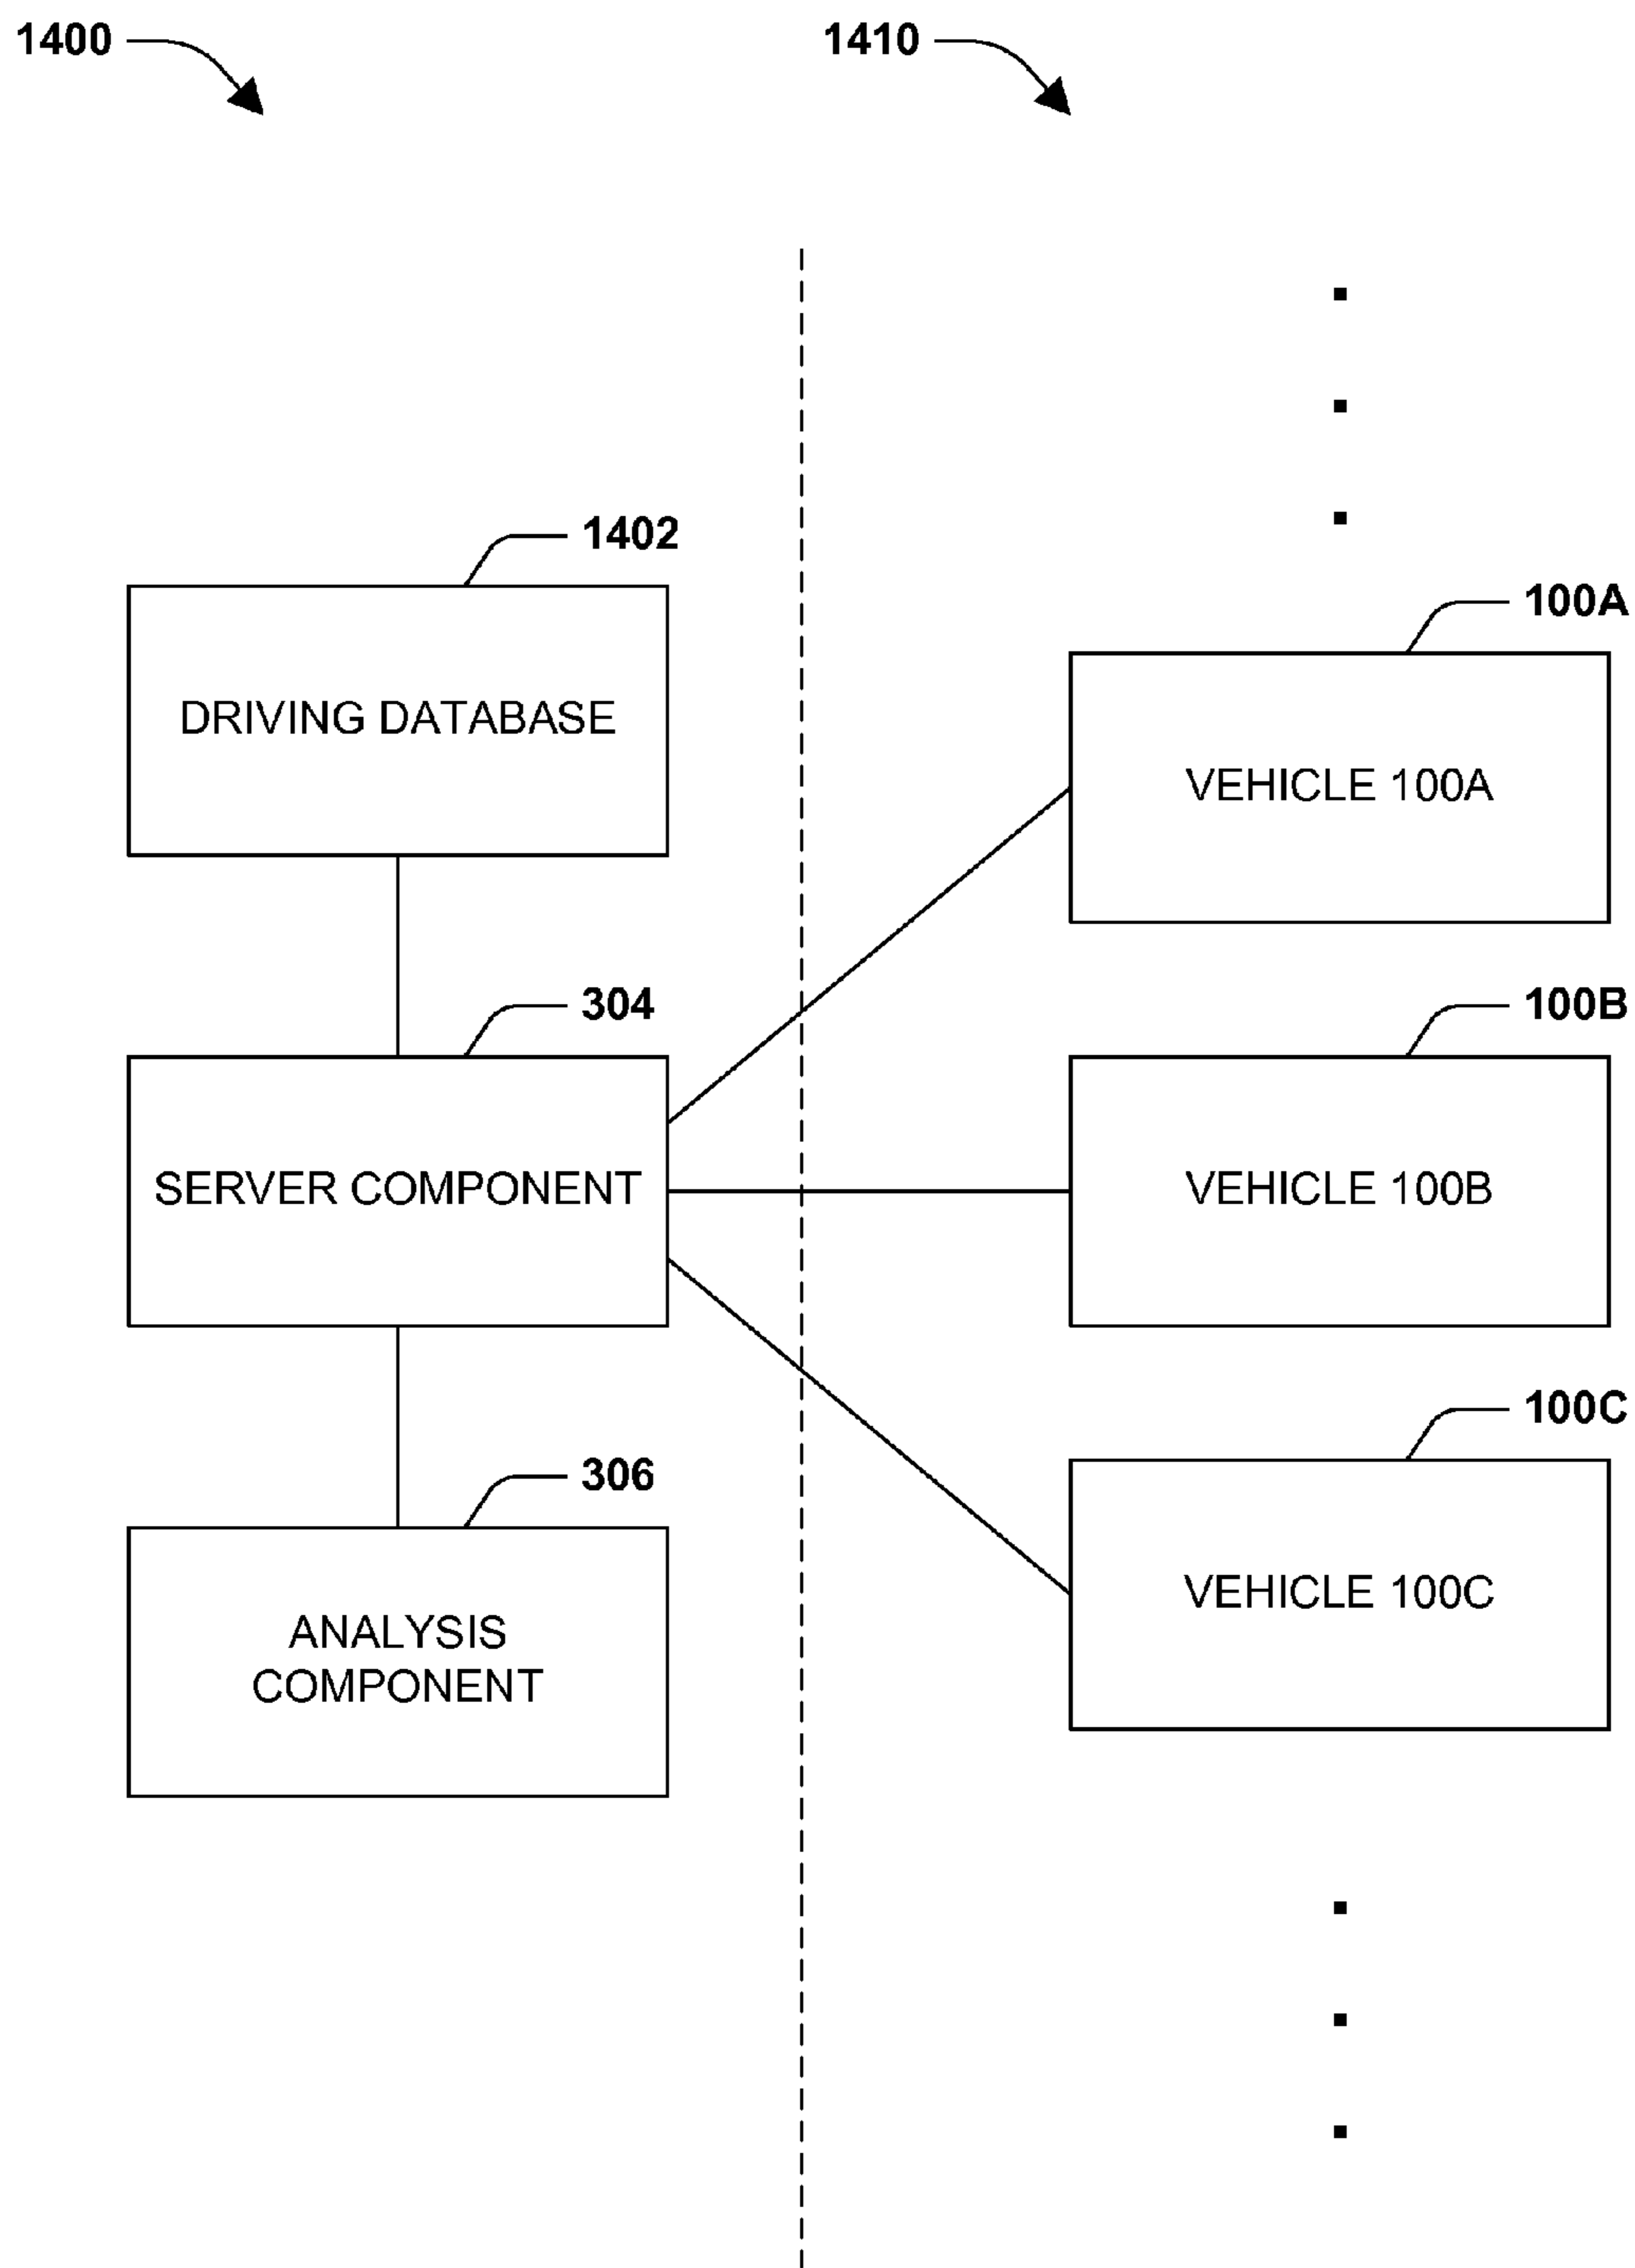 1400
1410
1402
DRIVING DATABASE
304
SERVER COMPONENT
306
ANALYSIS
COMPONENT
100A
VEHICLE 100A
100B
VEHICLE 100B
100C
VEHICLE 100C